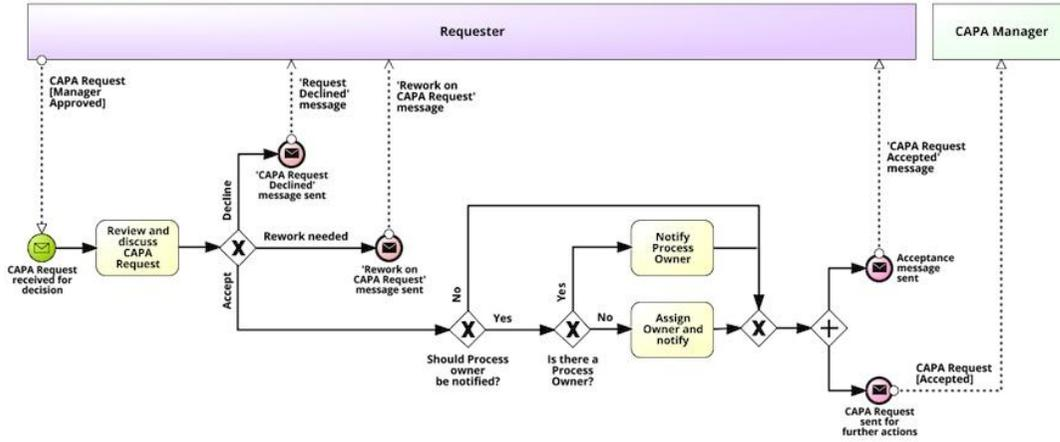 Requester
CAPA Manager
CAPA Request
[Manager
Approved]
'Request
Declined'
message
'Rework on
CAPA Request'
message
'CAPA Request
Accepted'
message
'CAPA Request
Declined'
message sent
Decline
Review and
discuss
CAPA
Request
X
Rework needed
CAPA Request
received for
decision
'Rework on
CAPA Request'
message sent
Accept
No
Yes
Notify
Process
Owner
Acceptance
message
sent
X
Yes
X
No
Assign
Owner and
notify
X
Should Process
owner
be notified?
Is there a
Process
Owner?
CAPA Request
[Accepted]
CAPA Request
sent for
further actions